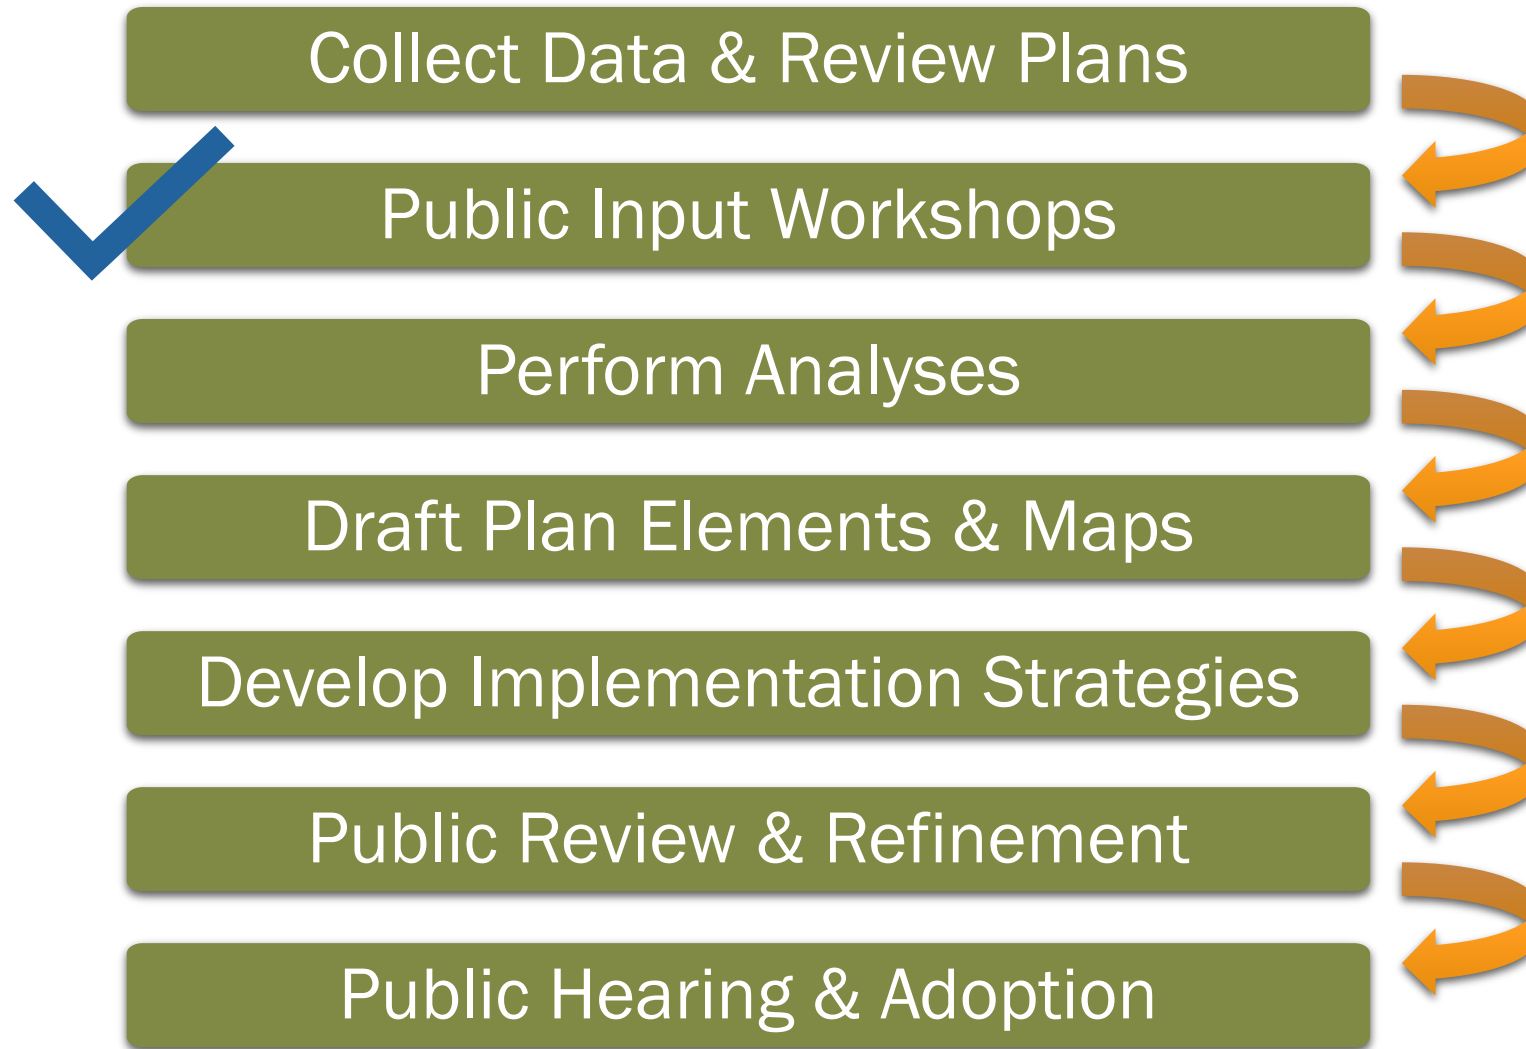 Collect Data & Review Plans
Public Input Workshops
Perform Analyses
Draft Plan Elements & Maps
Develop Implementation Strategies
Public Review & Refinement
Public Hearing & Adoption